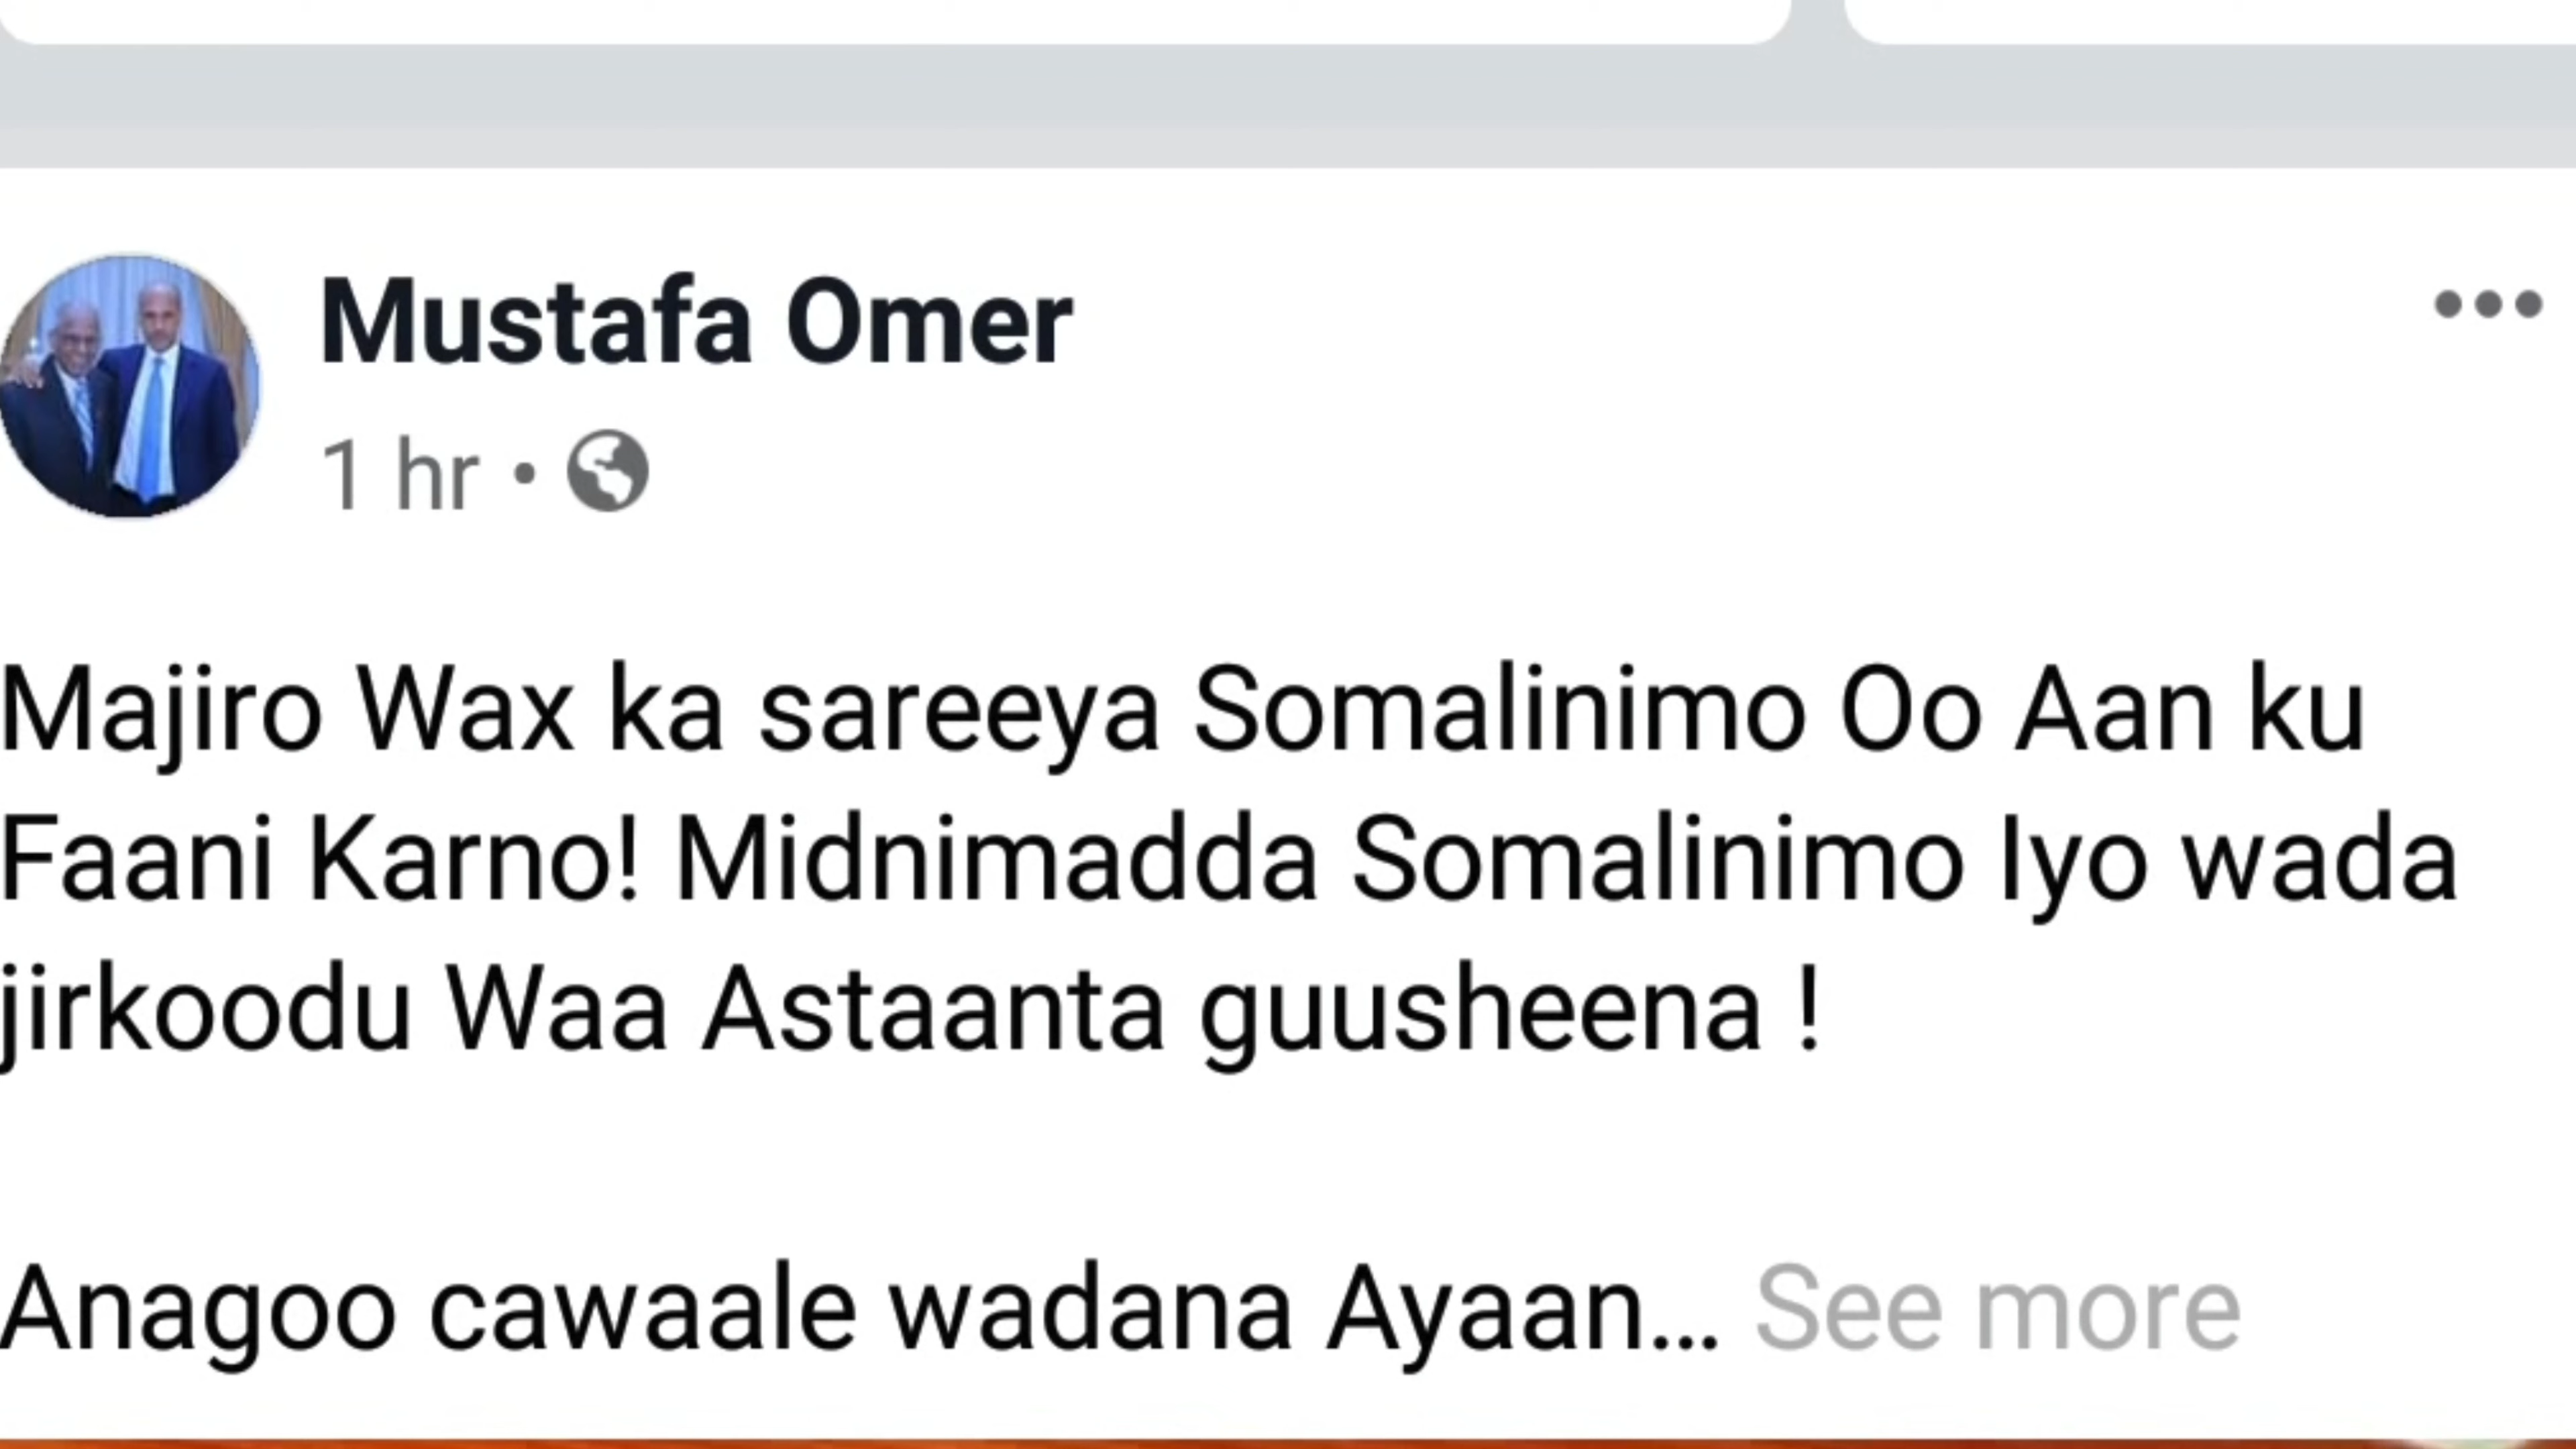 Mustafa Omer
1 hr •
Majiro Wax ka sareeya Somalinimo Oo Aan ku
Faani Karno! Midnimadda Somalinimo Iyo wada
jirkoodu Waa Astaanta guusheena !
Anagoo cawaale wadana Ayaan... See more